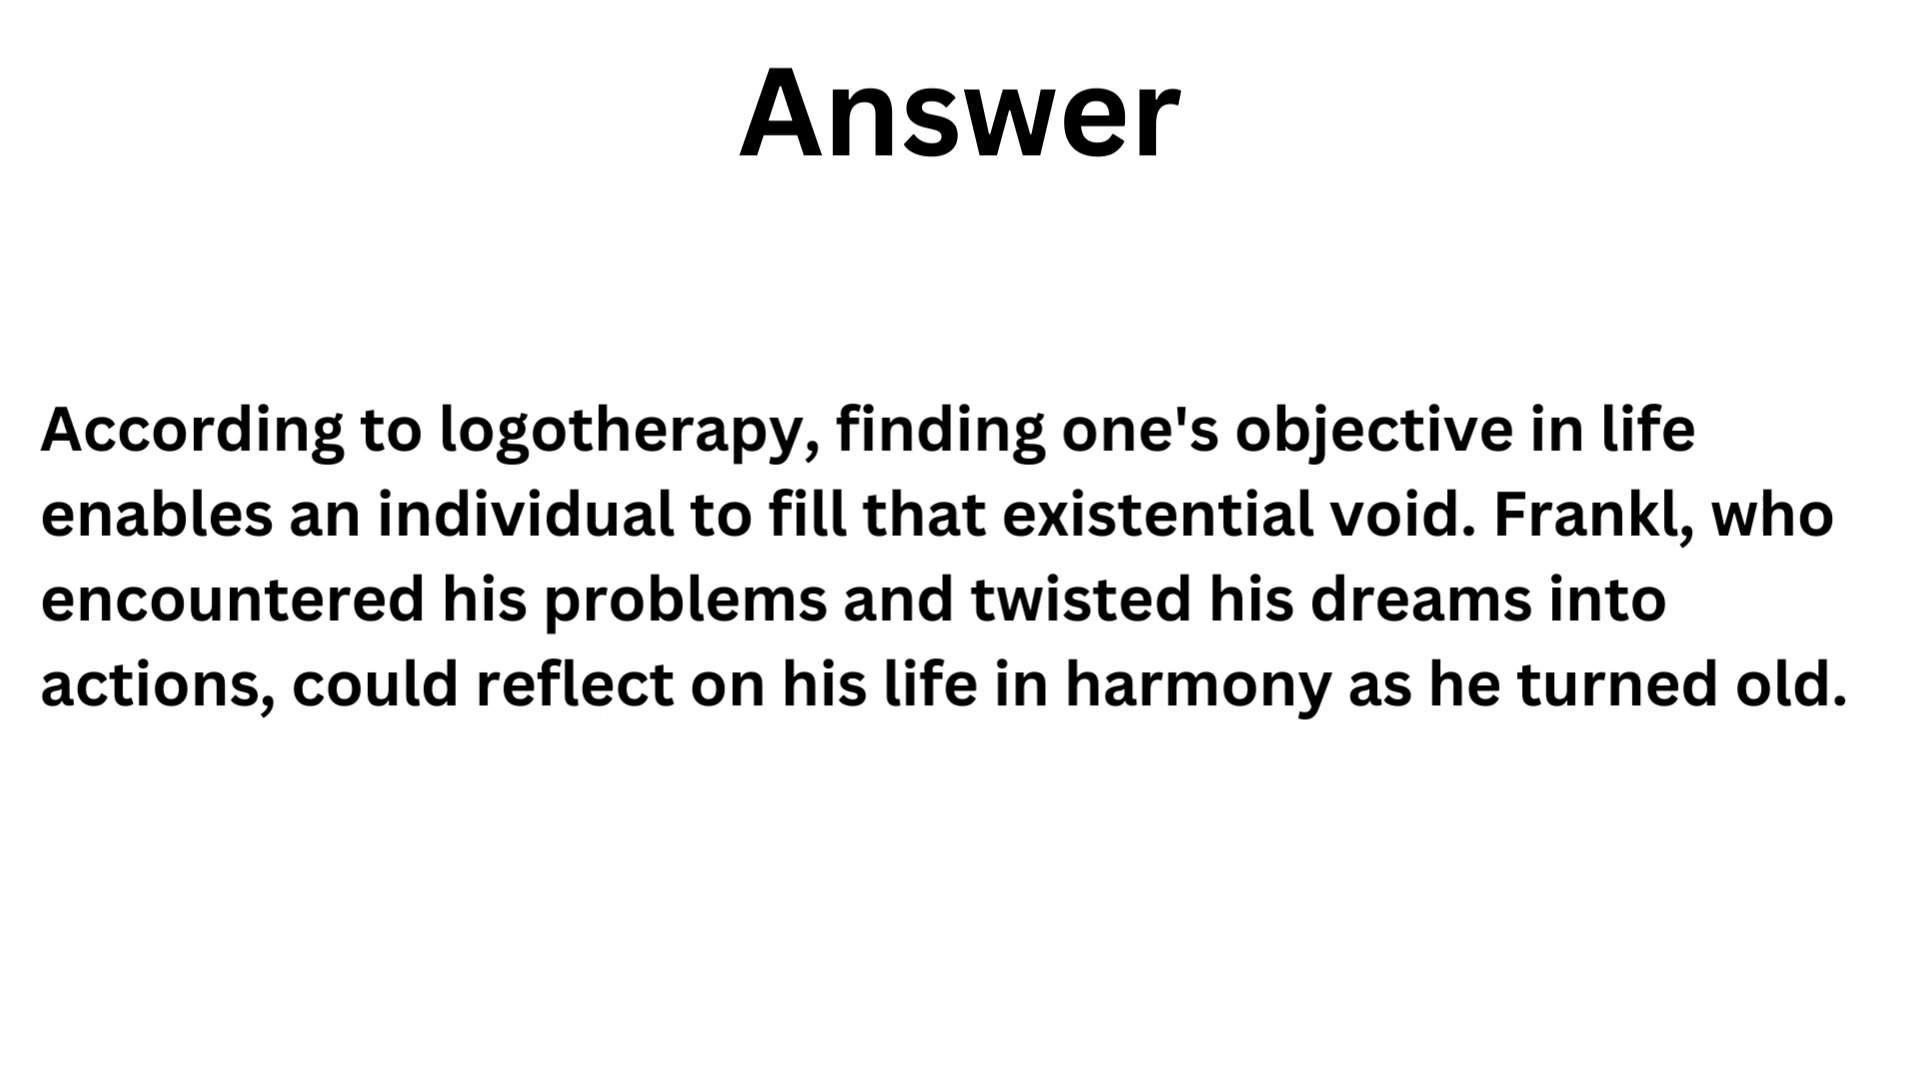 Answer
According to logotherapy, finding one's objective in life
enables an individual to fill that existential void. Frankl, who
encountered his problems and twisted his dreams into
actions, could reflect on his life in harmony as he turned old.